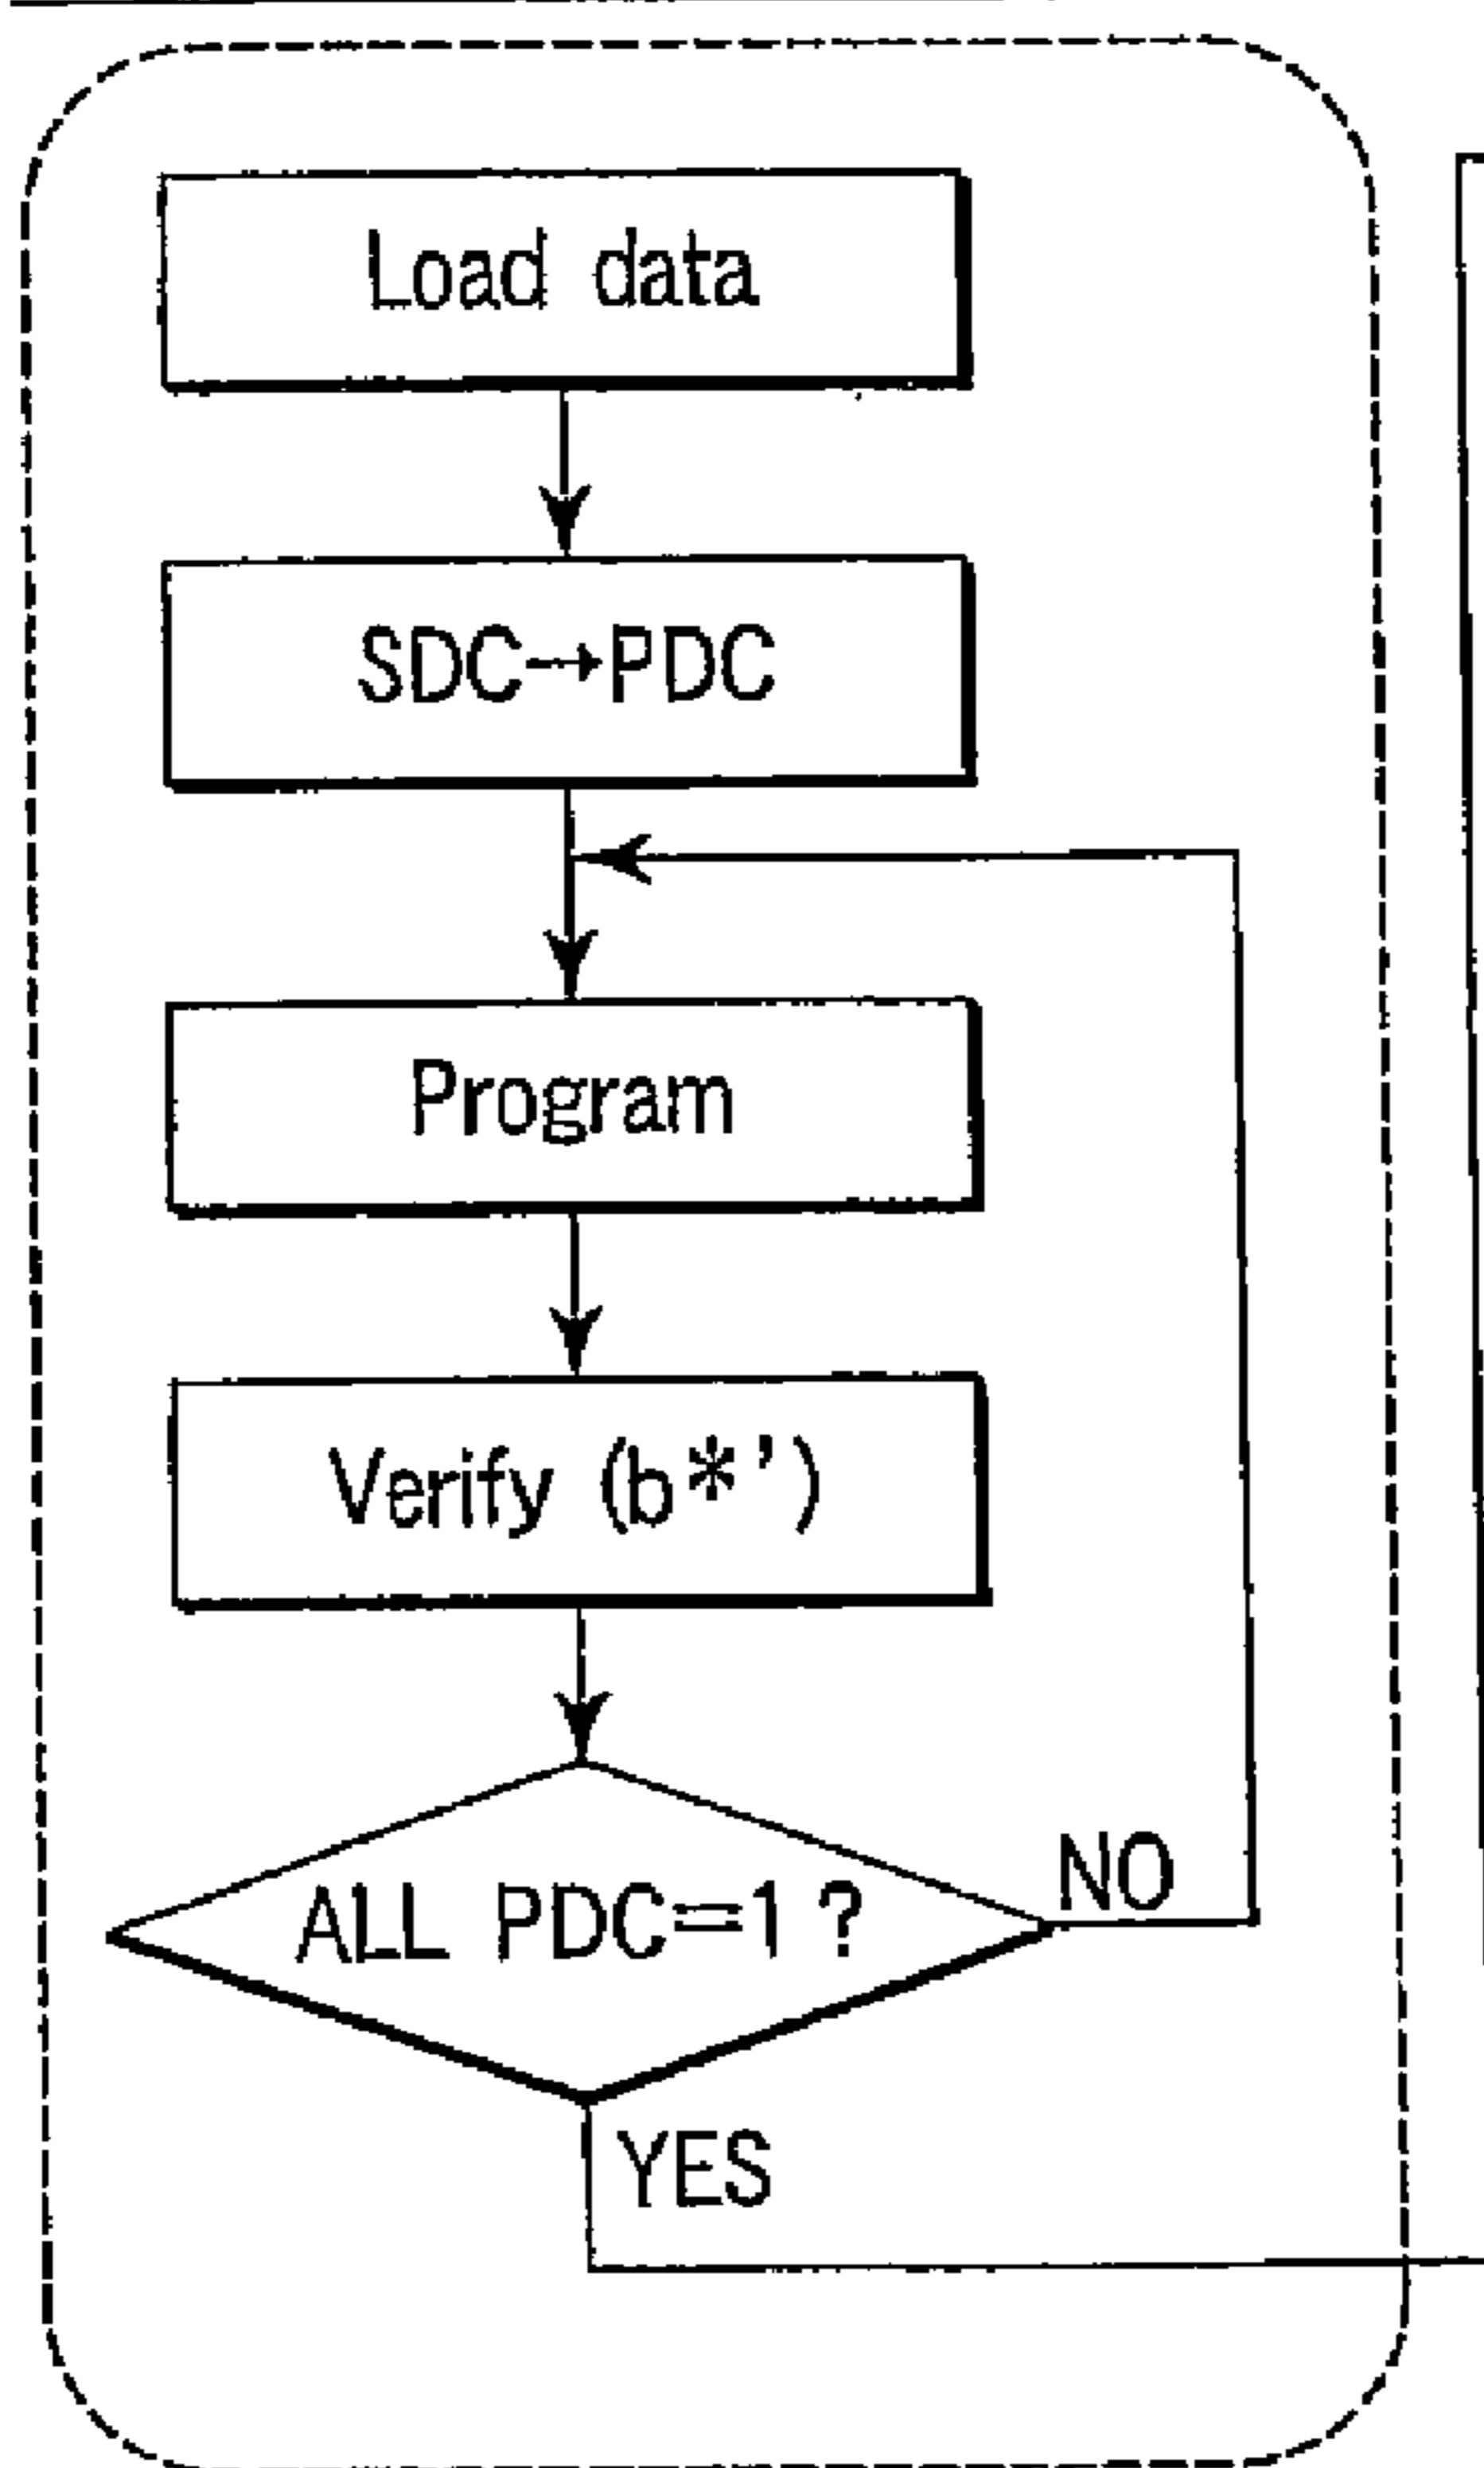 Load data
SDC→PDC
Program
Verify (b*')
ALL PDC=1?
NO
YES